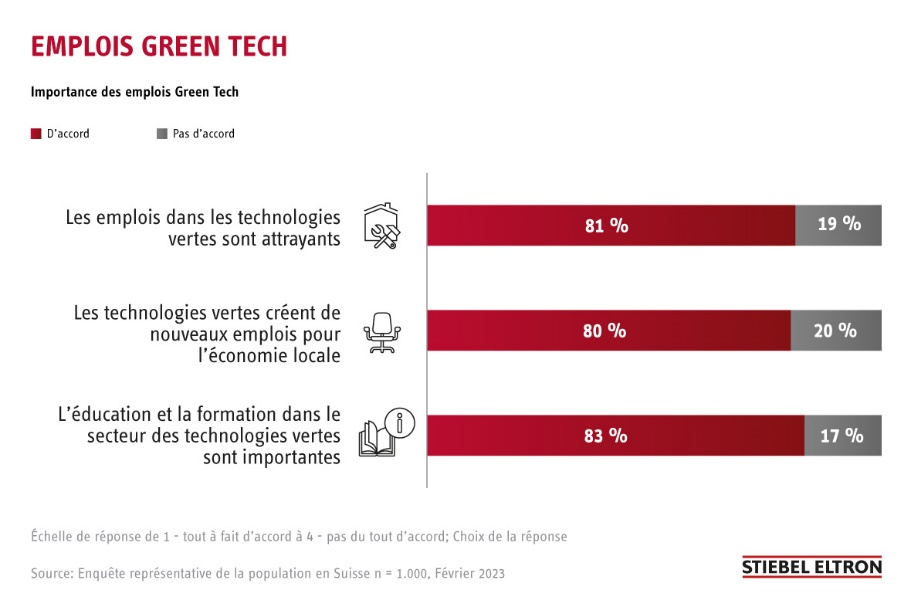 EMPLOIS GREEN TECH
Importance des emplois Green Tech
D'accord
Pas d'accord
Les emplois dans les technologies
vertes sont attrayants
81 %
19 %
Les technologies vertes créent de
nouveaux emplois pour
l'économie locale
80 %
20 %
L'éducation et la formation dans le
secteur des technologies vertes
sont importantes
83 %
17 %
Échelle de réponse de 1 - tout à fait d'accord à 4 - pas du tout d'accord; Choix de la réponse
Source: Enquête représentative de la population en Suisse n = 1.000, Février 2023
STIEBEL ELTRON